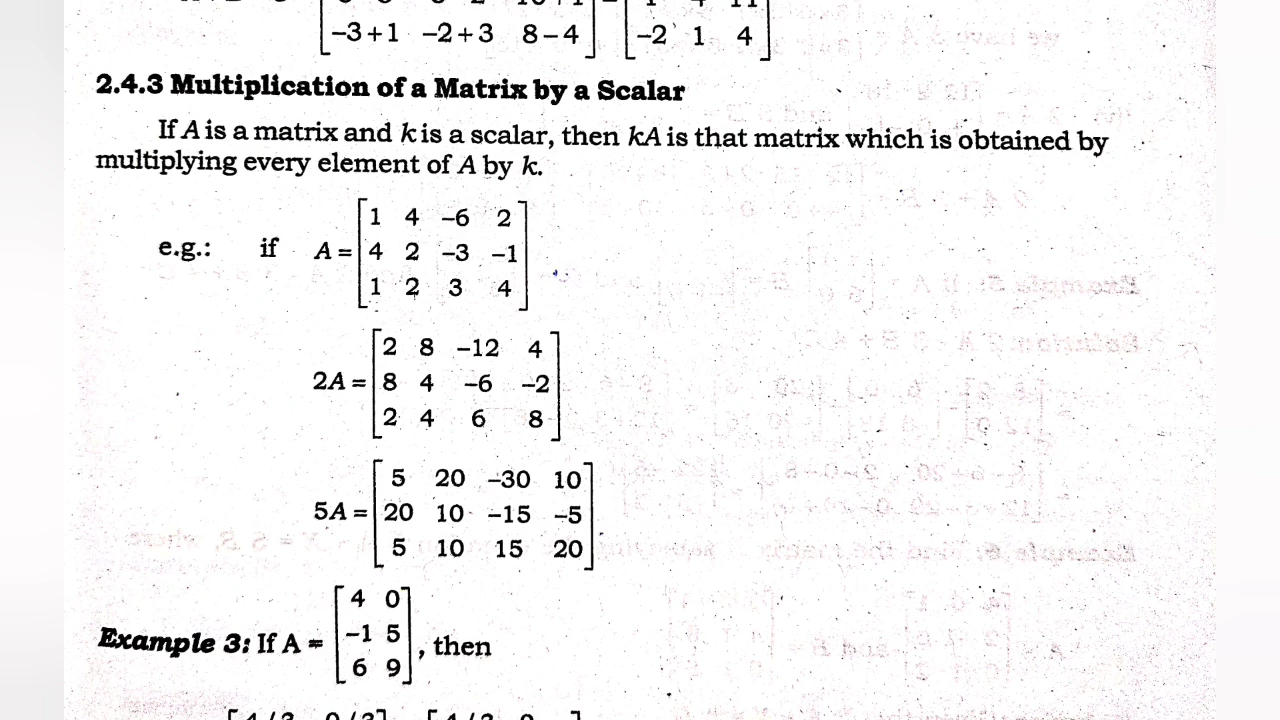 −3+1 −2+3 8−4 −2 1 4
2.4.3 Multiplication of a Matrix by a Scalar
If A is a matrix and k is a scalar, then kA is that matrix which is obtained by
multiplying every element of A by k.
1 4 −6 2
e.g.: if A = 4 2 −3 −1
1 2 3 4
2 8 −12 4
2A = 8 4 −6 −2
2 4 6 8
5 20 −30 10
5A = 20 10 −15 −5
5 10 15 20
4 0
Example 3: If A = −1 5 , then
6 9